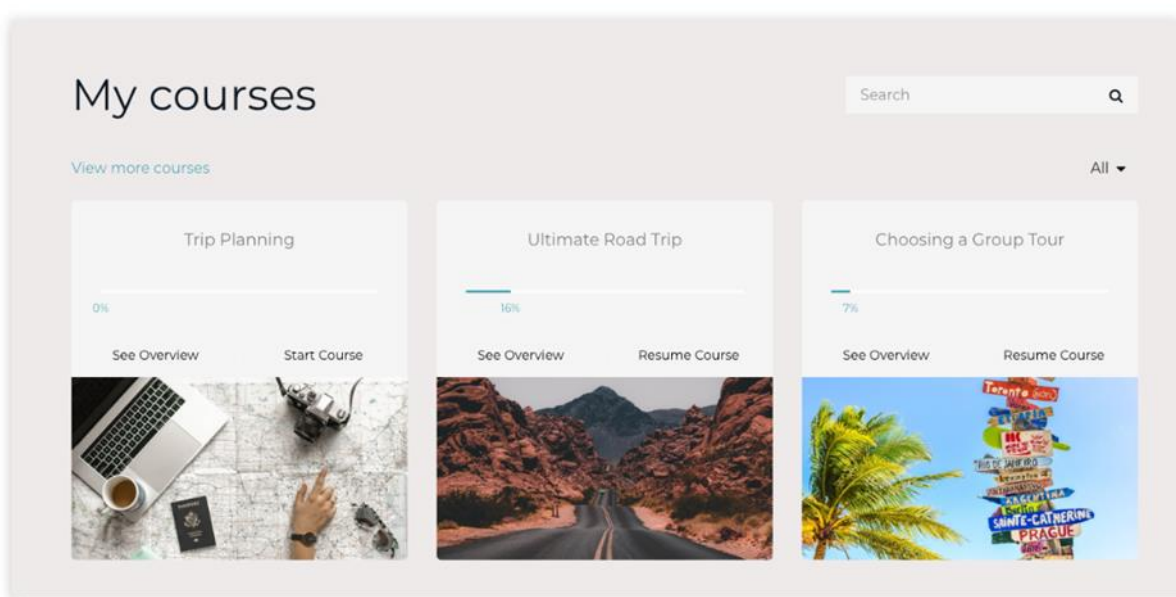 My courses
Search
View more courses
All
Trip Planning
0%
See Overview
Start Course
Ultimate Road Trip
16%
See Overview
Resume Course
Choosing a Group Tour
7%
See Overview
Resume Course
Toronto
RIO DE JANEIRO
ARGENTINA
Berlin
SAINTE-CATHERINE
PRAGUE